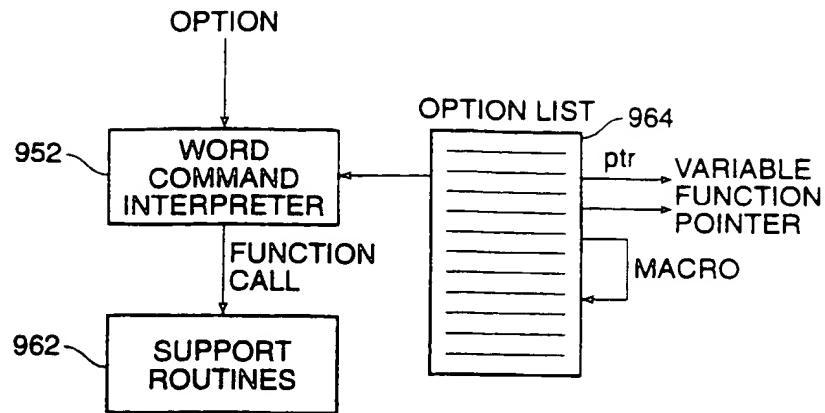 OPTION
OPTION LIST
964
952
WORD
COMMAND
INTERPRETER
ptr
VARIABLE
FUNCTION
POINTER
FUNCTION
CALL
MACRO
962
SUPPORT
ROUTINES